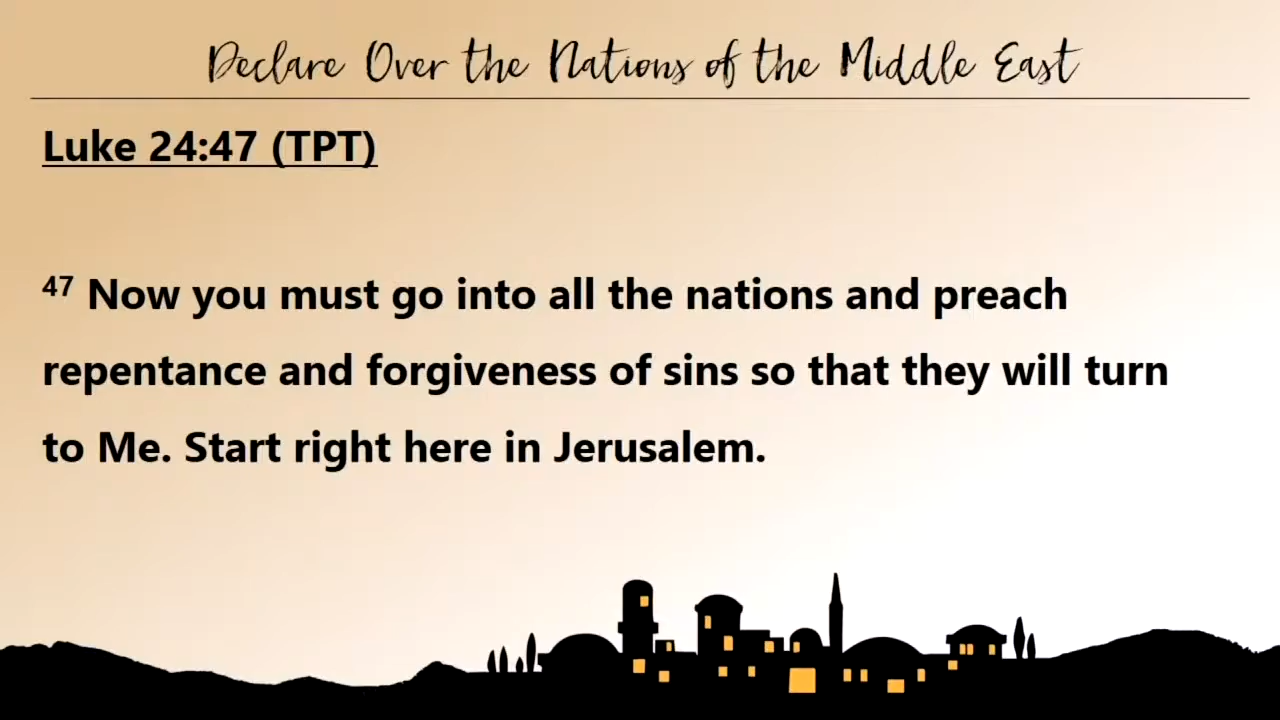 Declare Over the Nations of the Middle East
Luke 24:47 (TPT)
47 Now you must go into all the nations and preach
repentance and forgiveness of sins so that they will turn
to Me. Start right here in Jerusalem.